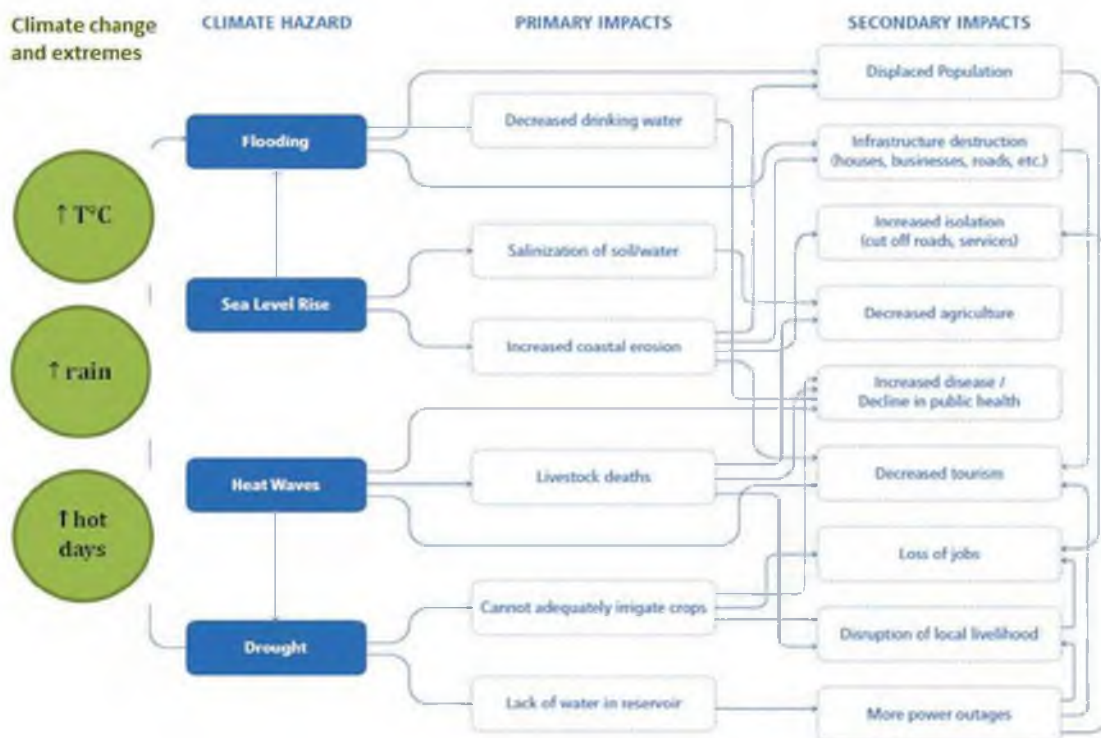 Climate change
and extremes
CLIMATE HAZARD
PRIMARY IMPACTS
SECONDARY IMPACTS
↑ T°C
↑ rain
↑ hot
days
Flooding
Sea Level Rise
Heat Waves
Drought
Decreased drinking water
Salinization of soil/water
Increased coastal erosion
Livestock deaths
Cannot adequately irrigate crops
Lack of water in reservoir
Displaced Population
Infrastructure destruction
(houses, businesses, roads, etc.)
Increased isolation
(cut off roads, services)
Decreased agriculture
Increased disease /
Decline in public health
Decreased tourism
Loss of jobs
Disruption of local livelihood
More power outages